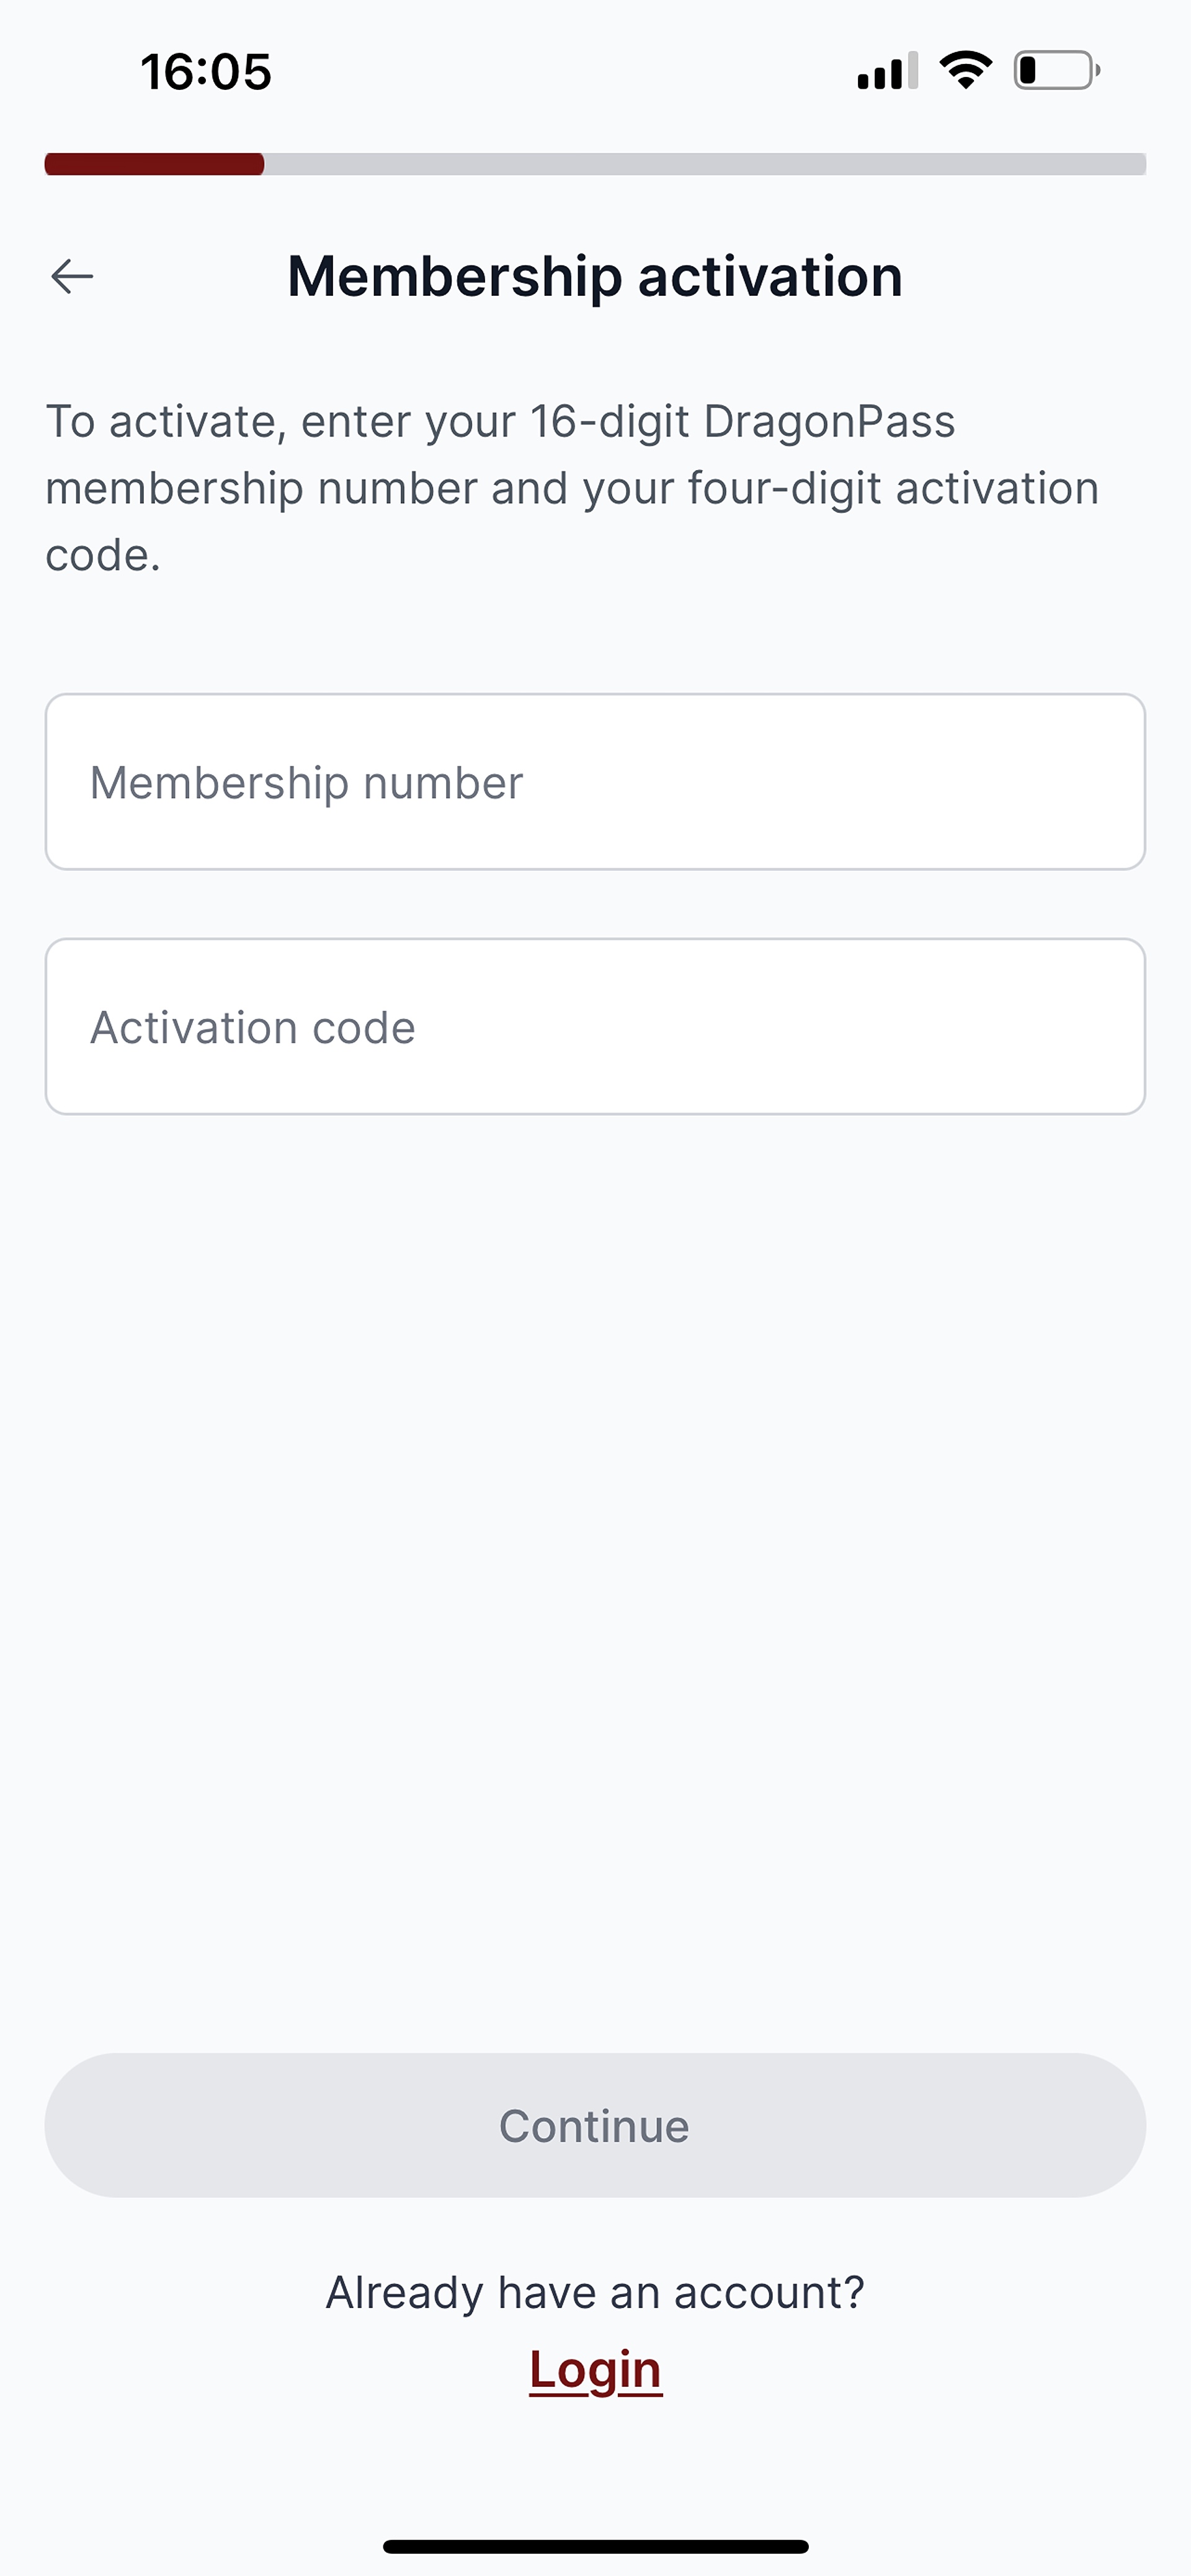 16:05
Membership activation
To activate, enter your 16-digit DragonPass
membership number and your four-digit activation
code.
Membership number
Activation code
Continue
Already have an account?
Login